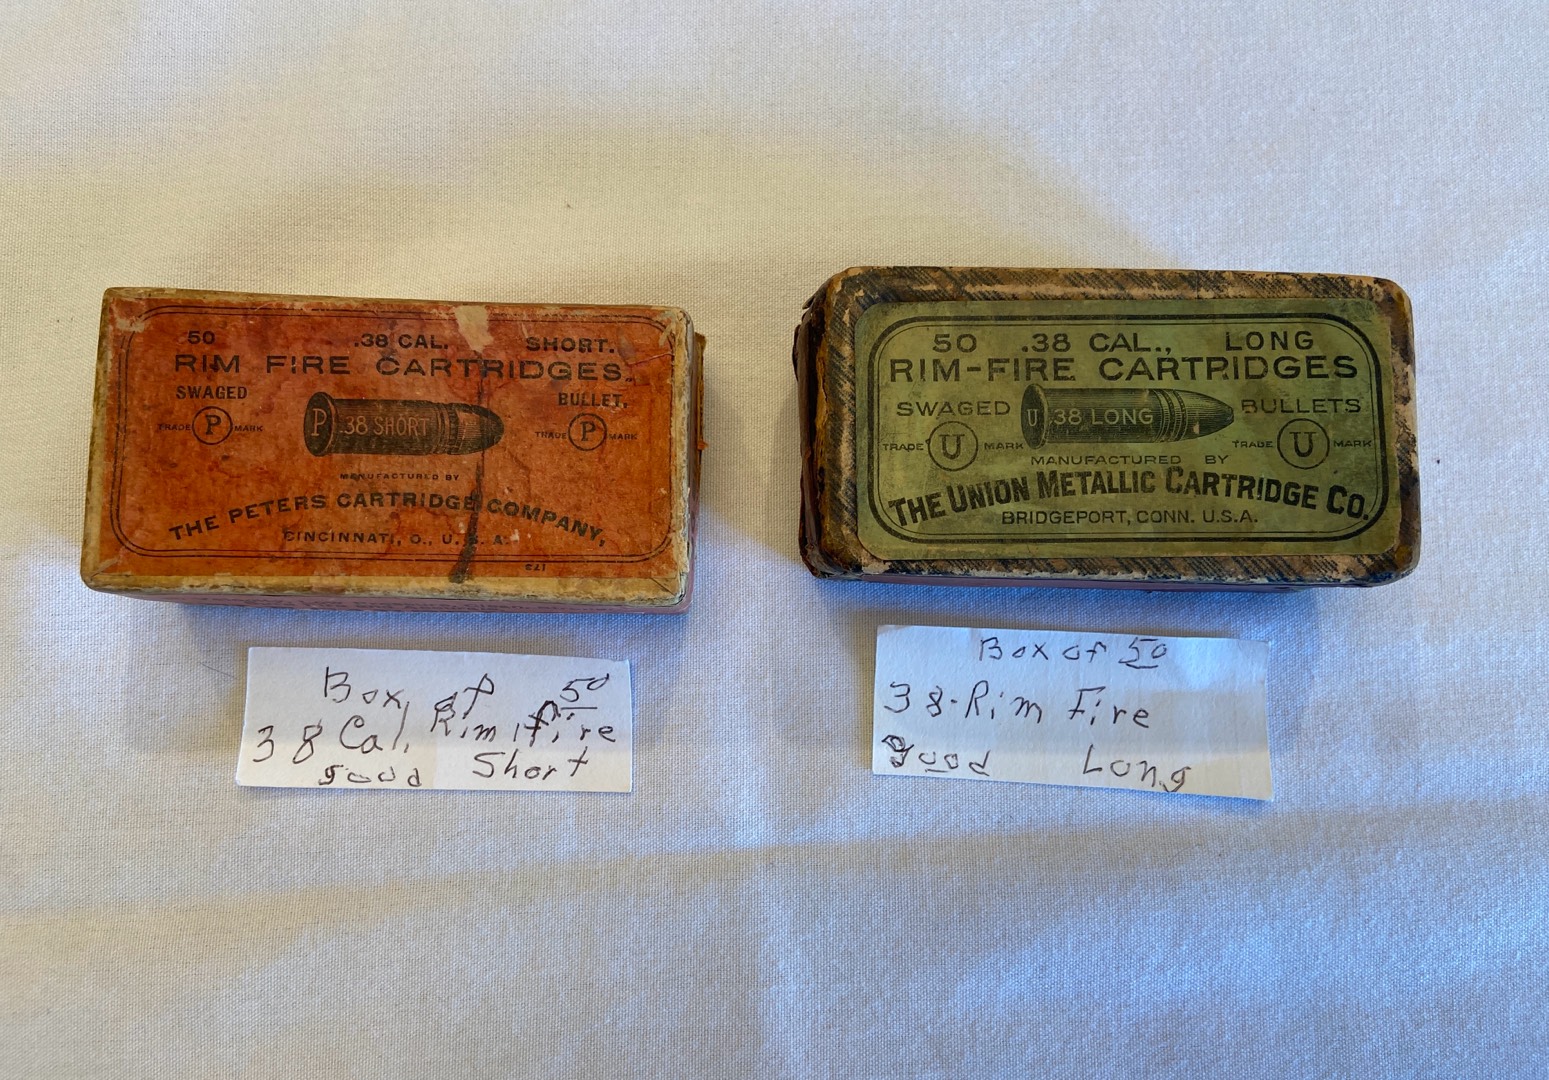 50 .38 CAL. SHORT.
RIM FIRE CARTRIDGES.
SWAGED BULLET,
TRADE P MARK
P .38 SHORT
TRADE P MARK
MANUFACTURED BY
THE PETERS CARTRIDGE COMPANY,
CINCINNATI, O., U. S. A.
Box of 50
38 Cal. Rim Fire
good Short
50 .38 CAL., LONG
RIM-FIRE CARTRIDGES
SWAGED BULLETS
U .38 LONG
TRADE U MARK
TRADE U MARK
MANUFACTURED BY
THE UNION METALLIC CARTRIDGE CO.
BRIDGEPORT, CONN. U.S.A.
Box of 50
38-Rim Fire
good Long